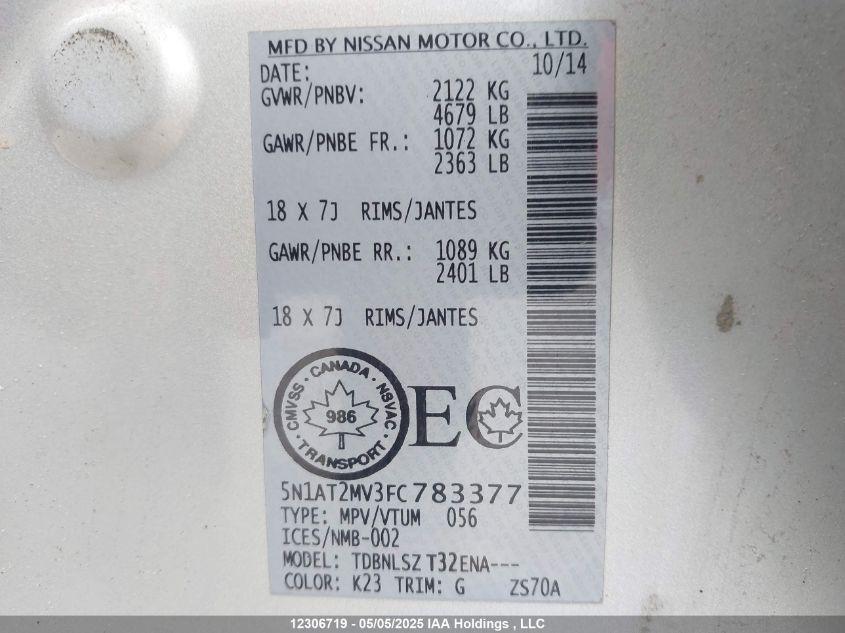 MFD BY NISSAN MOTOR CO., LTD.
DATE: 10/14
GVWR/PNBV: 2122 KG
4679 LB
GAWR/PNBE FR.: 1072 KG
2363 LB
18 X 7J RIMS/JANTES
GAWR/PNBE RR.: 1089 KG
2401 LB
18 X 7J RIMS/JANTES
CMVSS · CANADA · NSVAC · TRANSPORT ·
986
EC
5N1AT2MV3FC783377
TYPE: MPV/VTUM 056
ICES/NMB-002
MODEL: TDBNLSZ T32ENA---
COLOR: K23 TRIM: G ZS70A
12306719 - 05/05/2025 IAA Holdings , LLC